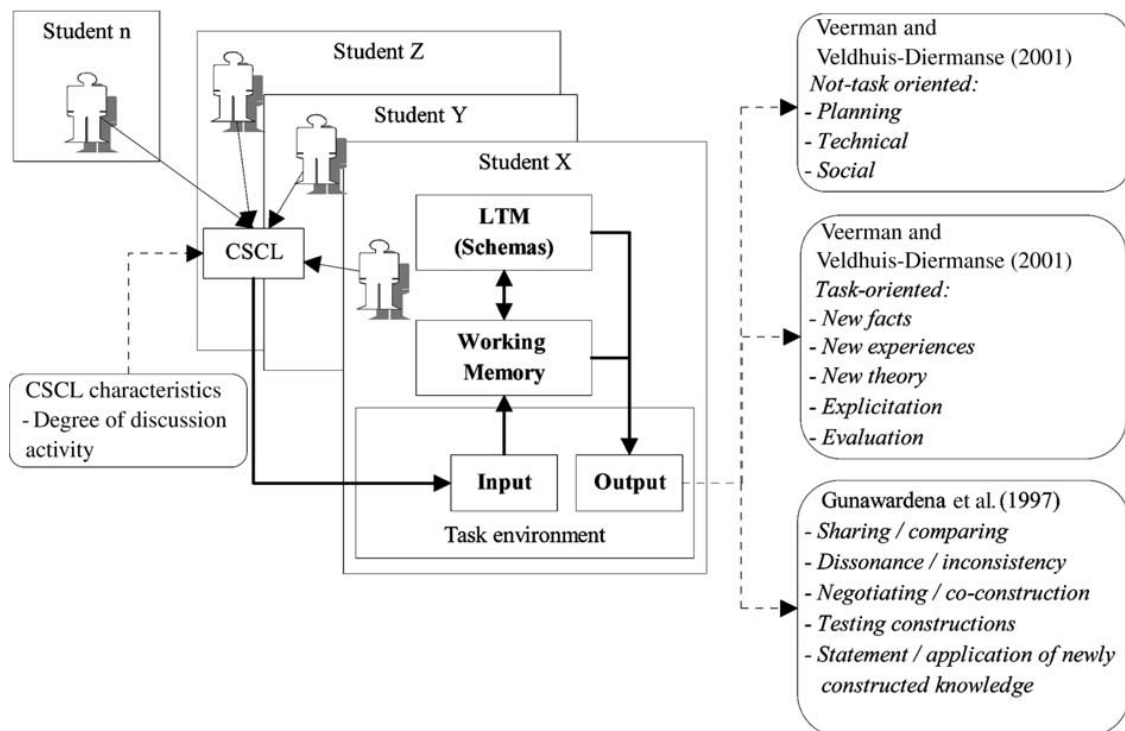 Student n
Student Z
Student Y
Student X
LTM
(Schemas)
CSCL
Working
Memory
CSCL characteristics
- Degree of discussion
activity
Input
Output
Task environment
Veerman and
Veldhuis-Diermanse (2001)
Not-task oriented:
- Planning
- Technical
- Social
Veerman and
Veldhuis-Diermanse (2001)
Task-oriented:
- New facts
- New experiences
- New theory
- Explicitation
- Evaluation
Gunawardena et al. (1997)
- Sharing / comparing
- Dissonance / inconsistency
- Negotiating / co-construction
- Testing constructions
- Statement / application of newly
constructed knowledge